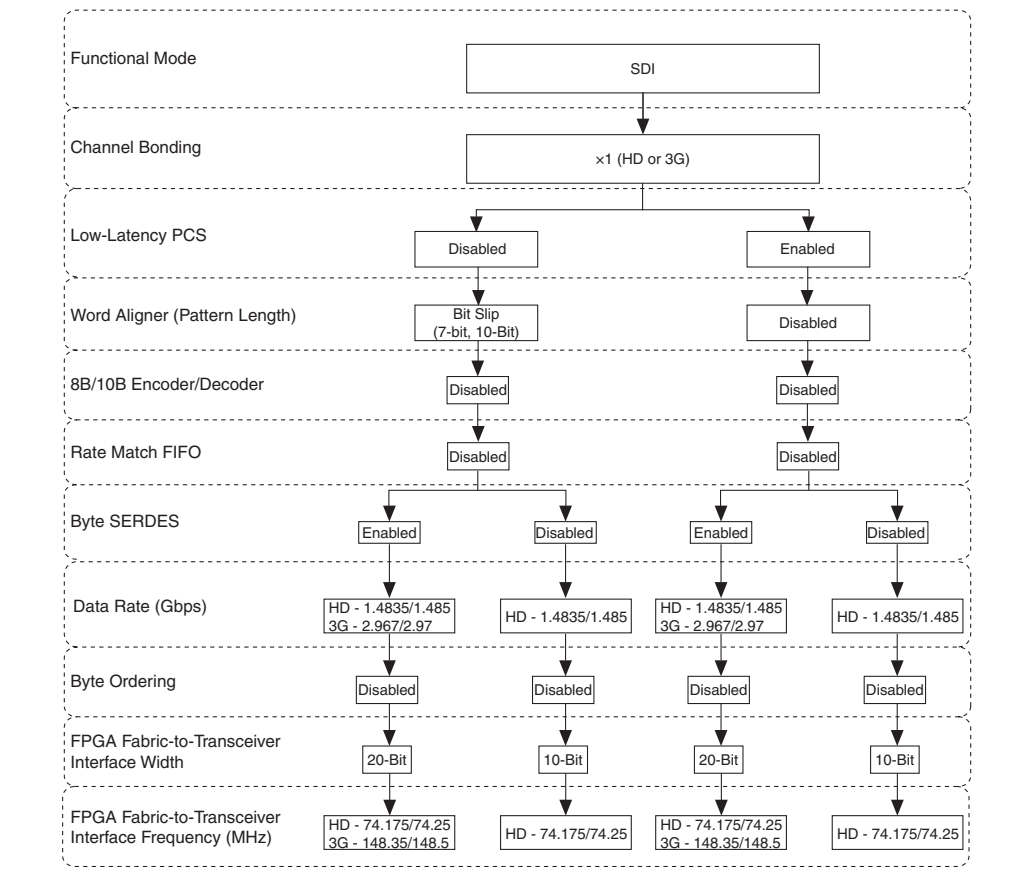 Functional Mode
SDI
Channel Bonding
×1 (HD or 3G)
Low-Latency PCS
Disabled
Enabled
Word Aligner (Pattern Length)
Bit Slip
(7-bit, 10-Bit)
Disabled
8B/10B Encoder/Decoder
Disabled
Disabled
Rate Match FIFO
Disabled
Disabled
Byte SERDES
Enabled
Disabled
Enabled
Disabled
Data Rate (Gbps)
HD - 1.4835/1.485
3G - 2.967/2.97
HD - 1.4835/1.485
HD - 1.4835/1.485
3G - 2.967/2.97
HD - 1.4835/1.485
Byte Ordering
Disabled
Disabled
Disabled
Disabled
FPGA Fabric-to-Transceiver
Interface Width
20-Bit
10-Bit
20-Bit
10-Bit
FPGA Fabric-to-Transceiver
Interface Frequency (MHz)
HD - 74.175/74.25
3G - 148.35/148.5
HD - 74.175/74.25
HD - 74.175/74.25
3G - 148.35/148.5
HD - 74.175/74.25